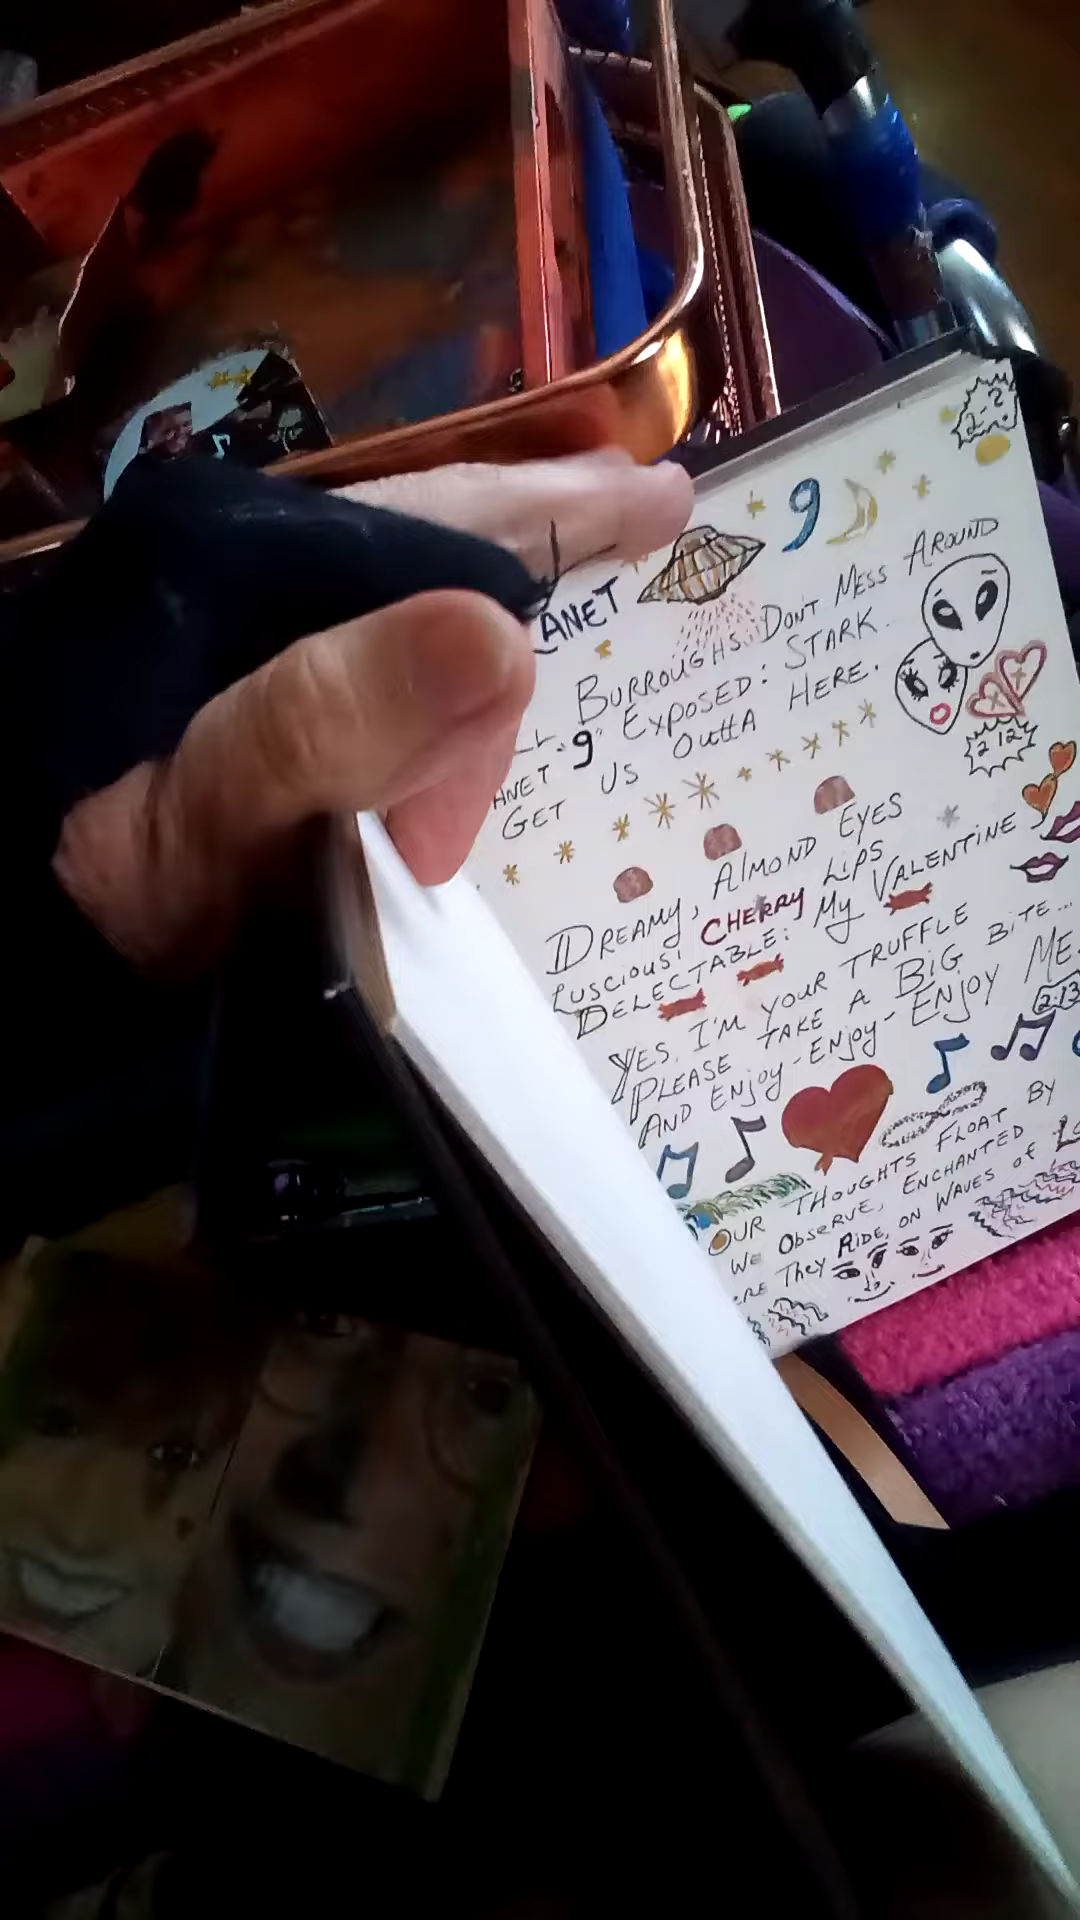 2-2
9
ANET
BURROUGHS DON'T MESS AROUND
ANET "9" EXPOSED: STARK.
GET US OUttA HERE.
2 12
DREAMY, AlMOND EYES
LUSCIOUS! CHERRY LiPS
DELECTABLE: My VALENTINE
YES. I'M YOUR TRUFFLE
PLEASE TAKE A BIG BiTE...
AND ENjoy-ENjoy-ENjoy ME.
2-13
OUR THOUGHTS FLOAT BY
WE ObSeRVE, ENCHANTED
They RiDE ON WAVES of